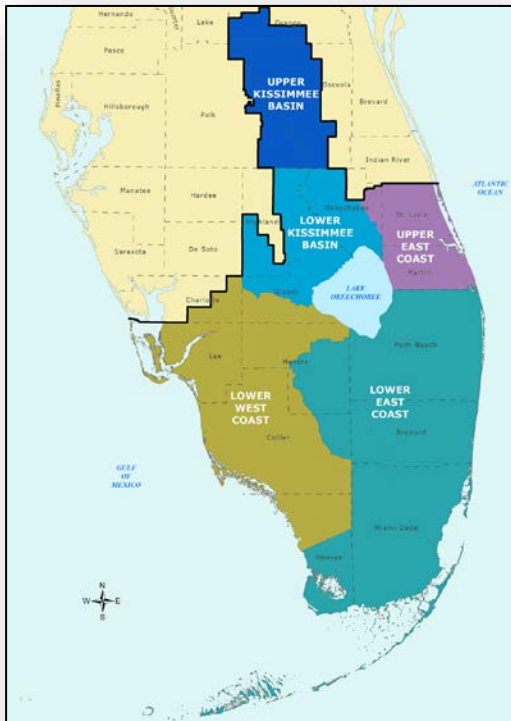 Hernando
Lake
Orange
Pasco
Pinellas
Hillsborough
Polk
UPPER
KISSIMMEE
BASIN
Osceola
Brevard
Indian River
ATLANTIC
OCEAN
Manatee
Hardee
Okeechobee
Highlands
St. Lucie
LOWER
KISSIMMEE
BASIN
UPPER
EAST
COAST
Sarasota
De Soto
Martin
LAKE
OKEECHOBEE
Glades
Charlotte
Lee
Hendry
Palm Beach
LOWER
WEST
COAST
LOWER
EAST
COAST
Collier
Broward
GULF
OF
MEXICO
Miami-Dade
Monroe
N
W
E
S